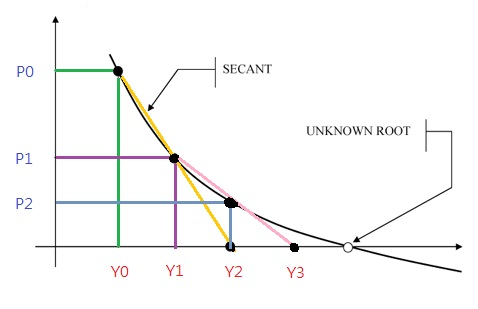 P0
SECANT
UNKNOWN ROOT
P1
P2
Y0 Y1 Y2 Y3